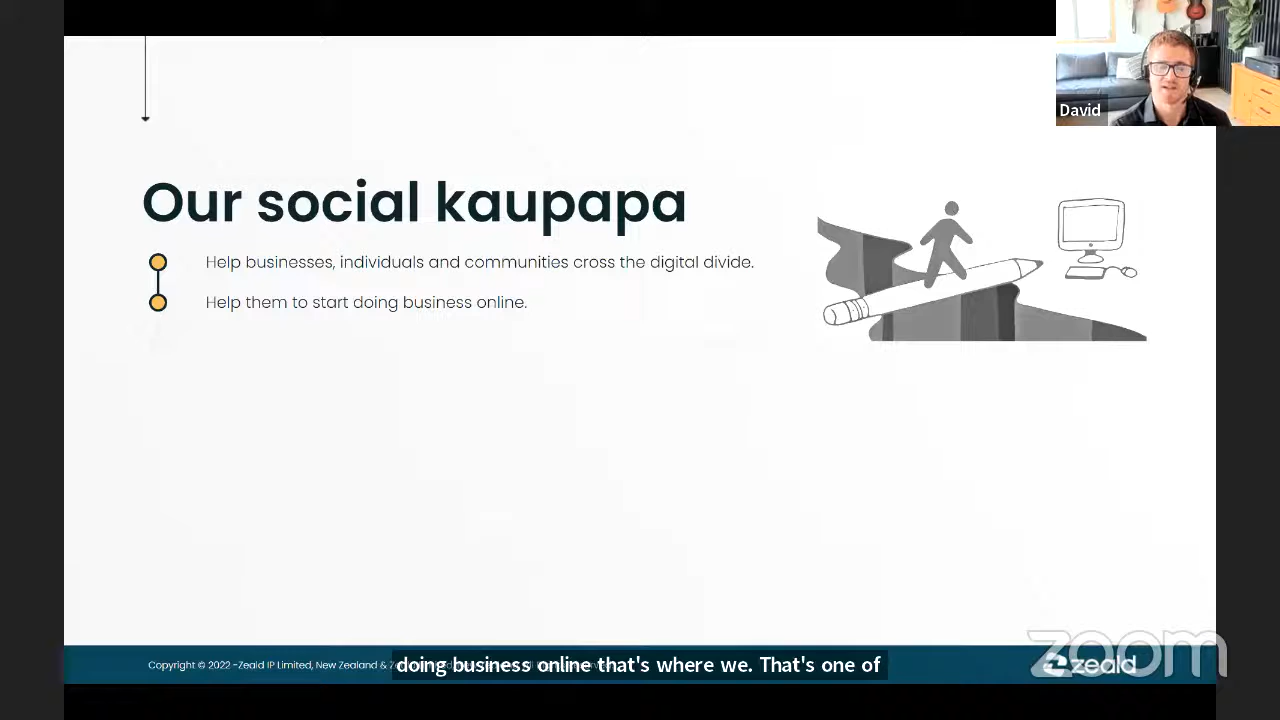 David
Our social kaupapa
Help businesses, individuals and communities cross the digital divide.
Help them to start doing business online.
Copyright © 2022 -Zeald IP Limited, New Zealand &
doing business online that's where we. That's one of
zeald
zoom